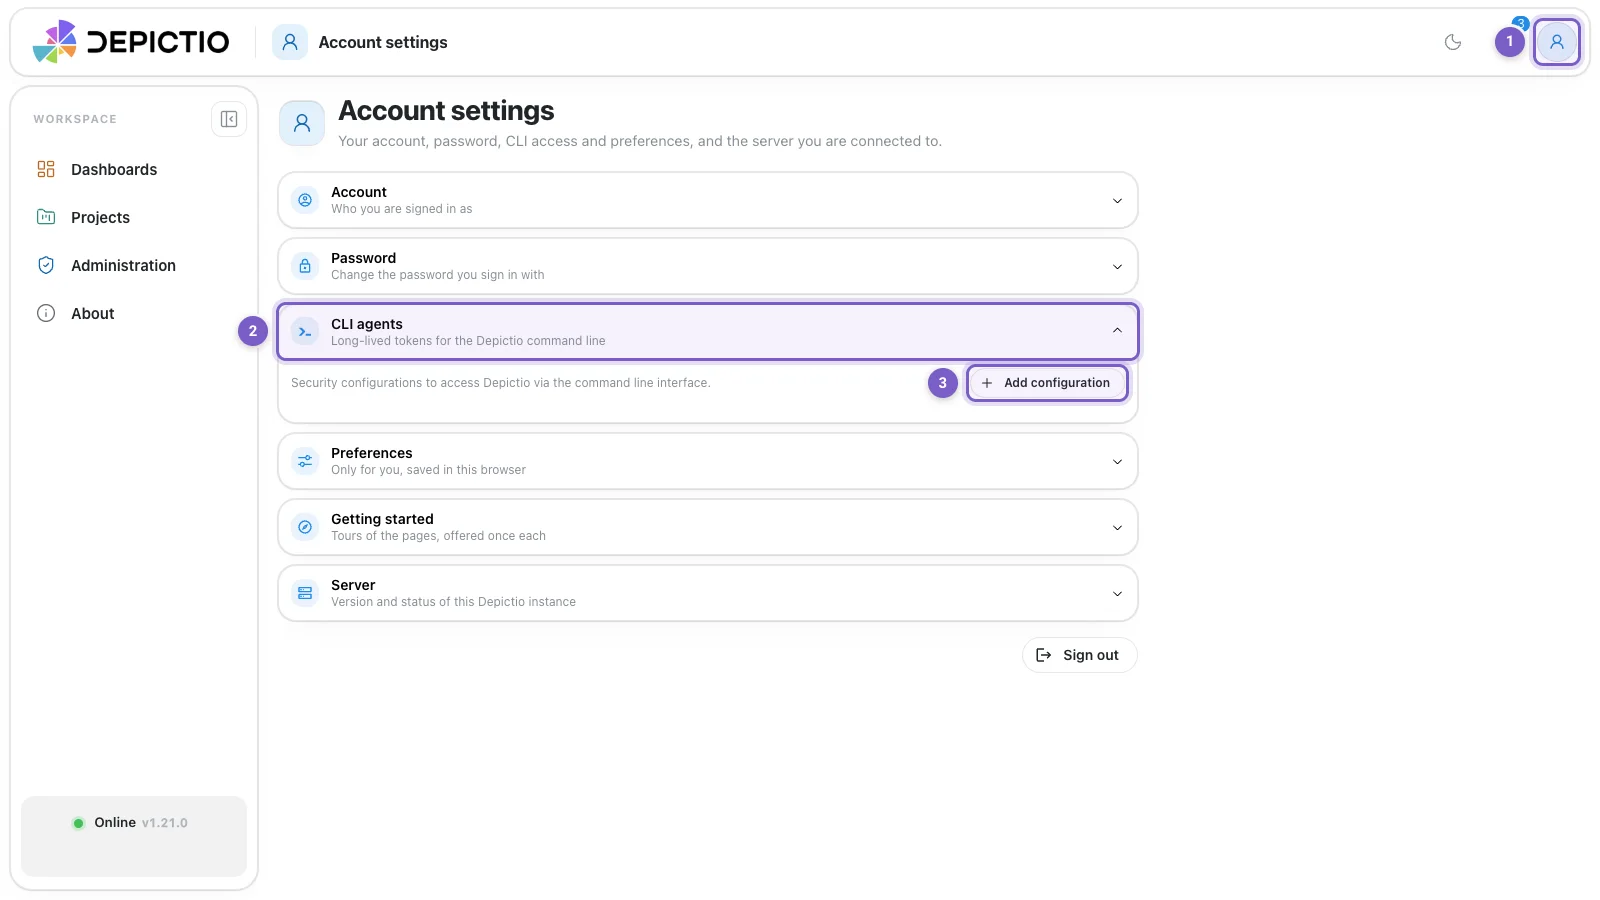 DEPICTIO
Account settings
3
1
WORKSPACE
Dashboards
Projects
Administration
About
Online v1.21.0
Account settings
Your account, password, CLI access and preferences, and the server you are connected to.
Account
Who you are signed in as
Password
Change the password you sign in with
2
CLI agents
Long-lived tokens for the Depictio command line
Security configurations to access Depictio via the command line interface.
3
Add configuration
Preferences
Only for you, saved in this browser
Getting started
Tours of the pages, offered once each
Server
Version and status of this Depictio instance
Sign out